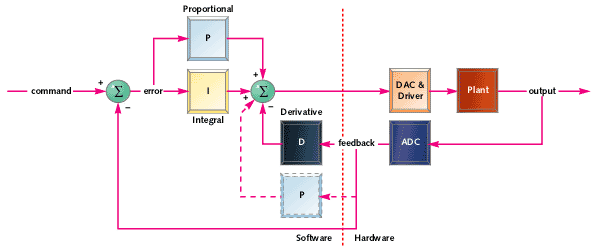 Proportional
P
+
+
command
+
Σ
error
I
+
Σ
DAC &
Driver
Plant
output
−
+
−
Integral
Derivative
D
feedback
ADC
P
Software
Hardware